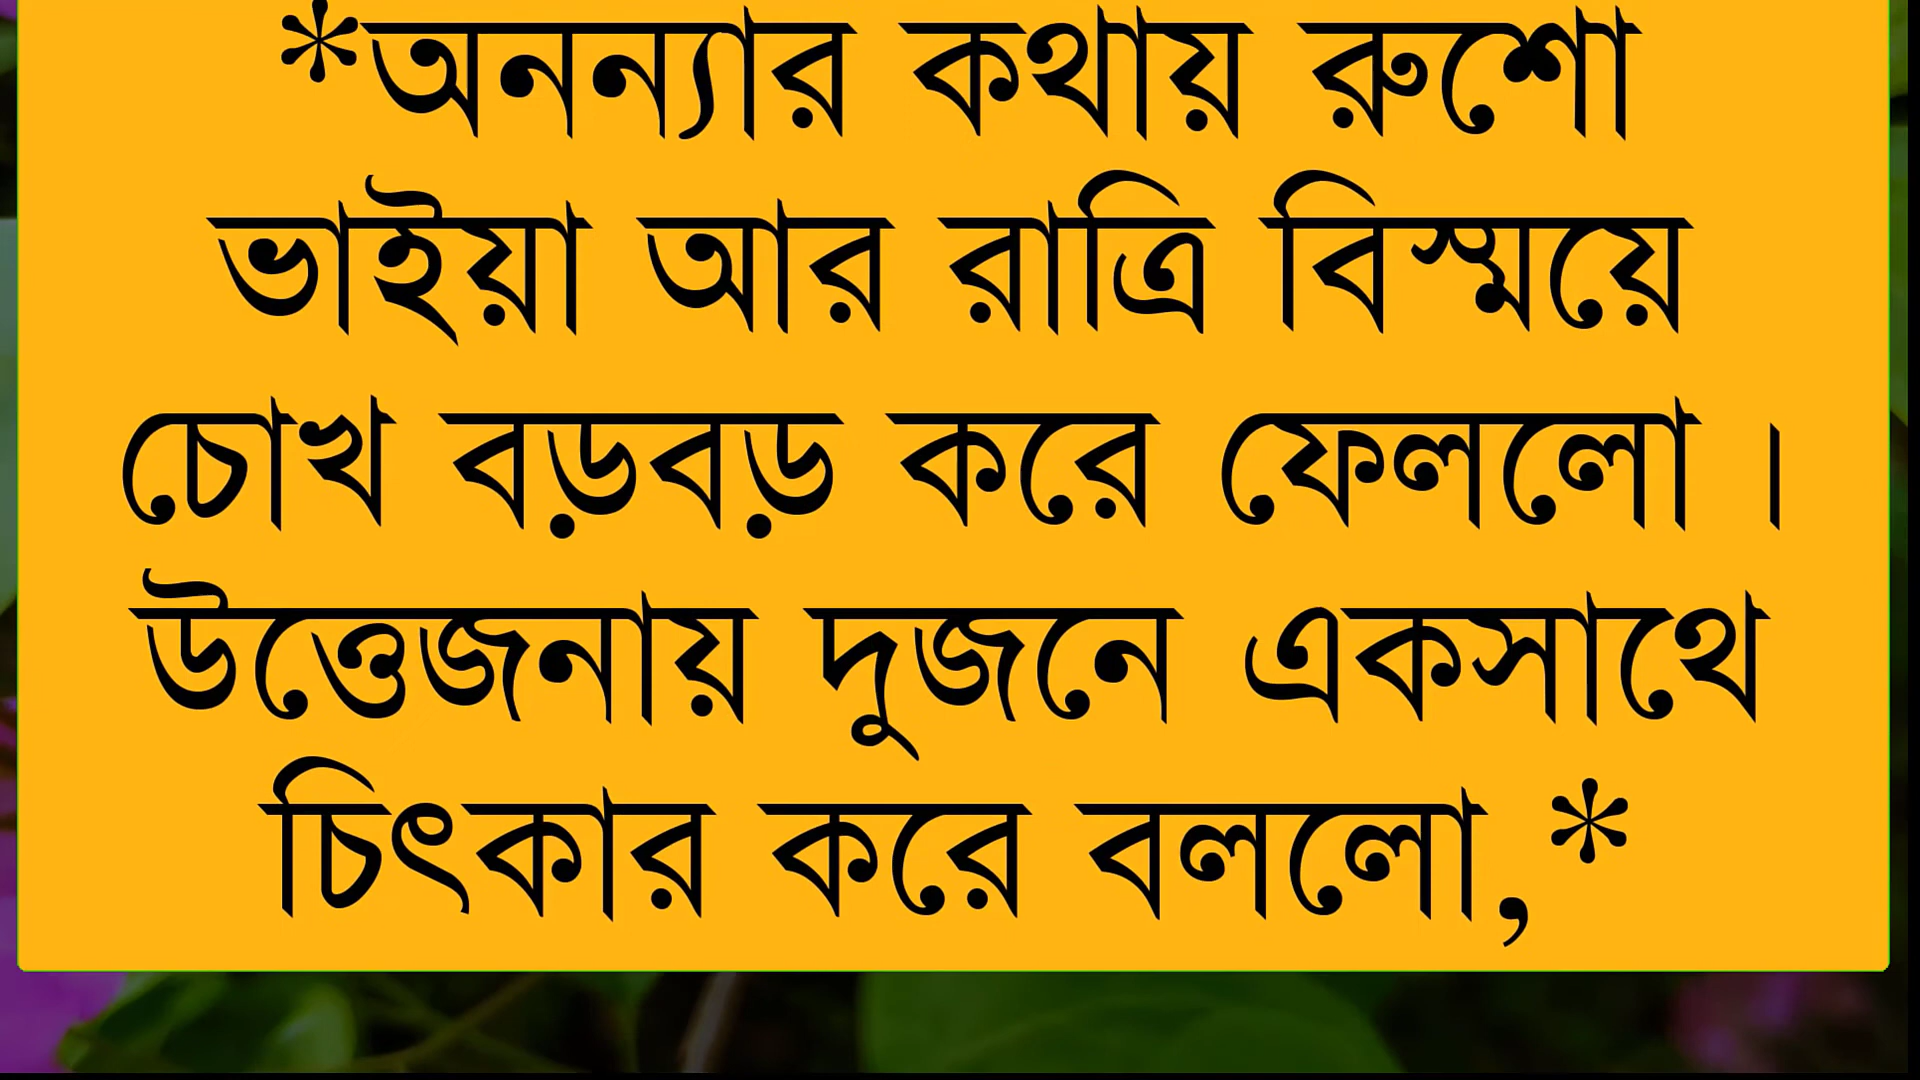 *অনন্যার কথায় রুশো
ভাইয়া আর রাত্রি বিস্ময়ে
চোখ বড়বড় করে ফেললো ।
উত্তেজনায় দুজনে একসাথে
চিৎকার করে বললো,*